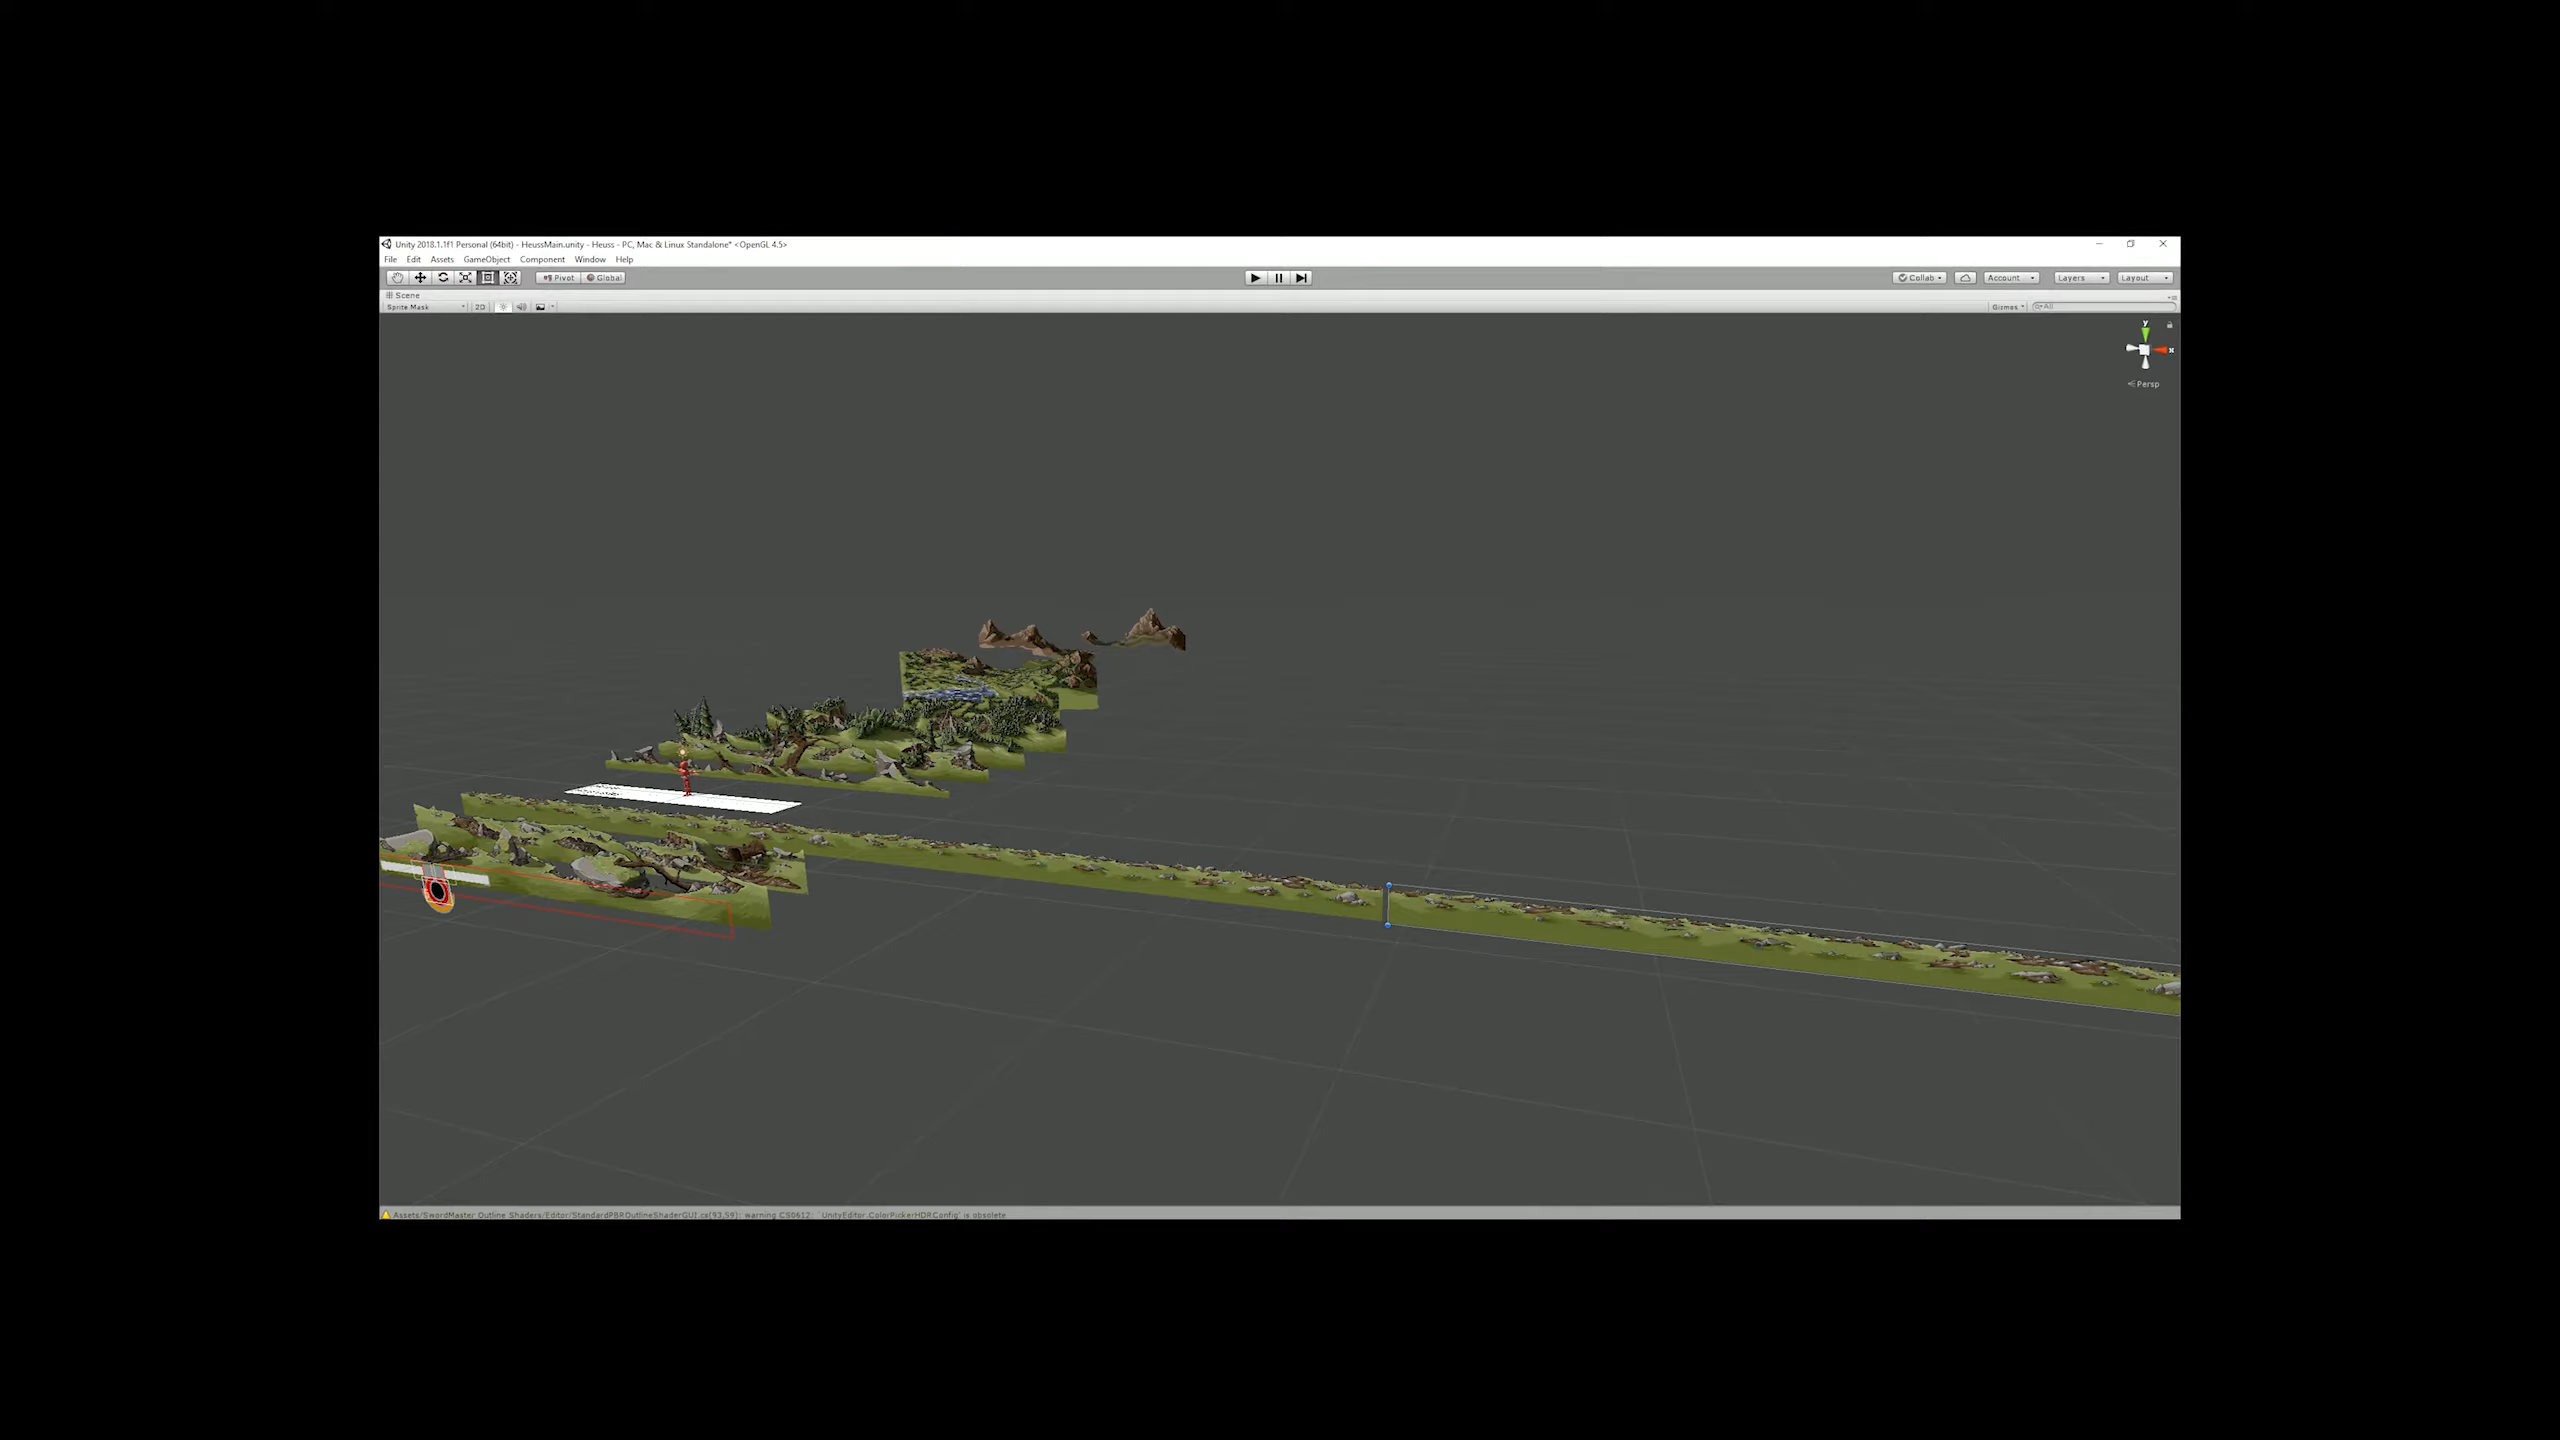 Unity 2018.1.1f1 Personal (64bit) - HeussMain.unity - Heuss - PC, Mac & Linux Standalone* <OpenGL 4.5>
File Edit Assets GameObject Component Window Help
Pivot Global Collab Account Layers Layout
Scene
Sprite Mask 2D Gizmos All
y
x
Persp
Assets/SwordMaster Outline Shaders/Editor/StandardPBROutlineShaderGUI.cs(93,59): warning CS0612: `UnityEditor.ColorPickerHDRConfig' is obsolete